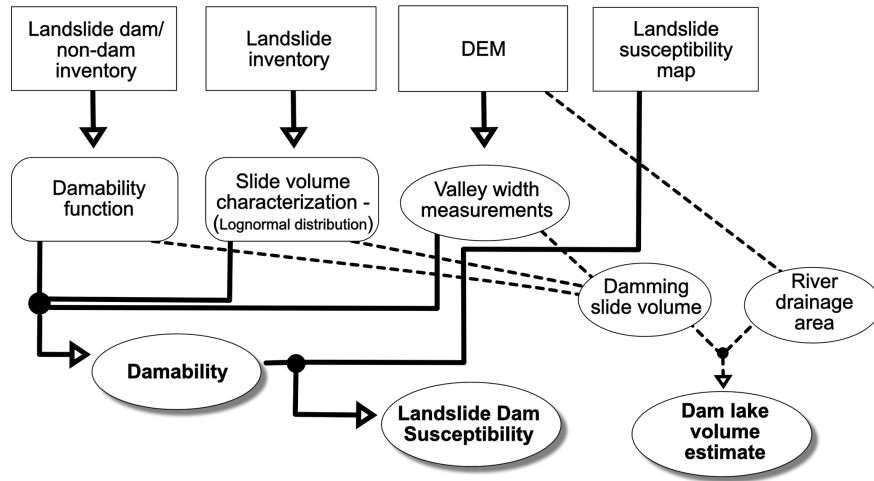 Landslide dam/
non-dam
inventory
Landslide
inventory
DEM
Landslide
susceptibility
map
Damability
function
Slide volume
characterization -
(Lognormal distribution)
Valley width
measurements
Damming
slide volume
River
drainage
area
Damability
Landslide Dam
Susceptibility
Dam lake
volume
estimate